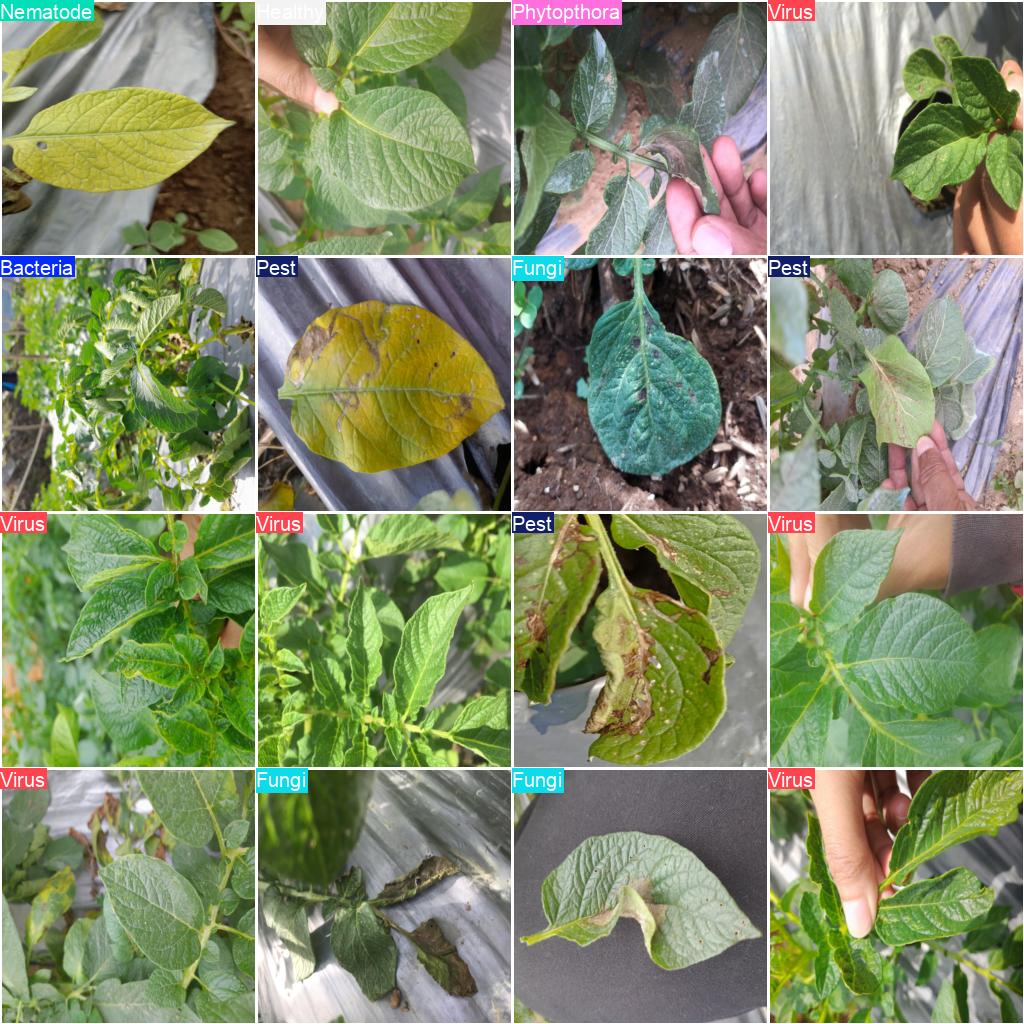 Nematode
Healthy
Phytopthora
Virus
Bacteria
Pest
Fungi
Pest
Virus
Virus
Pest
Virus
Virus
Fungi
Fungi
Virus